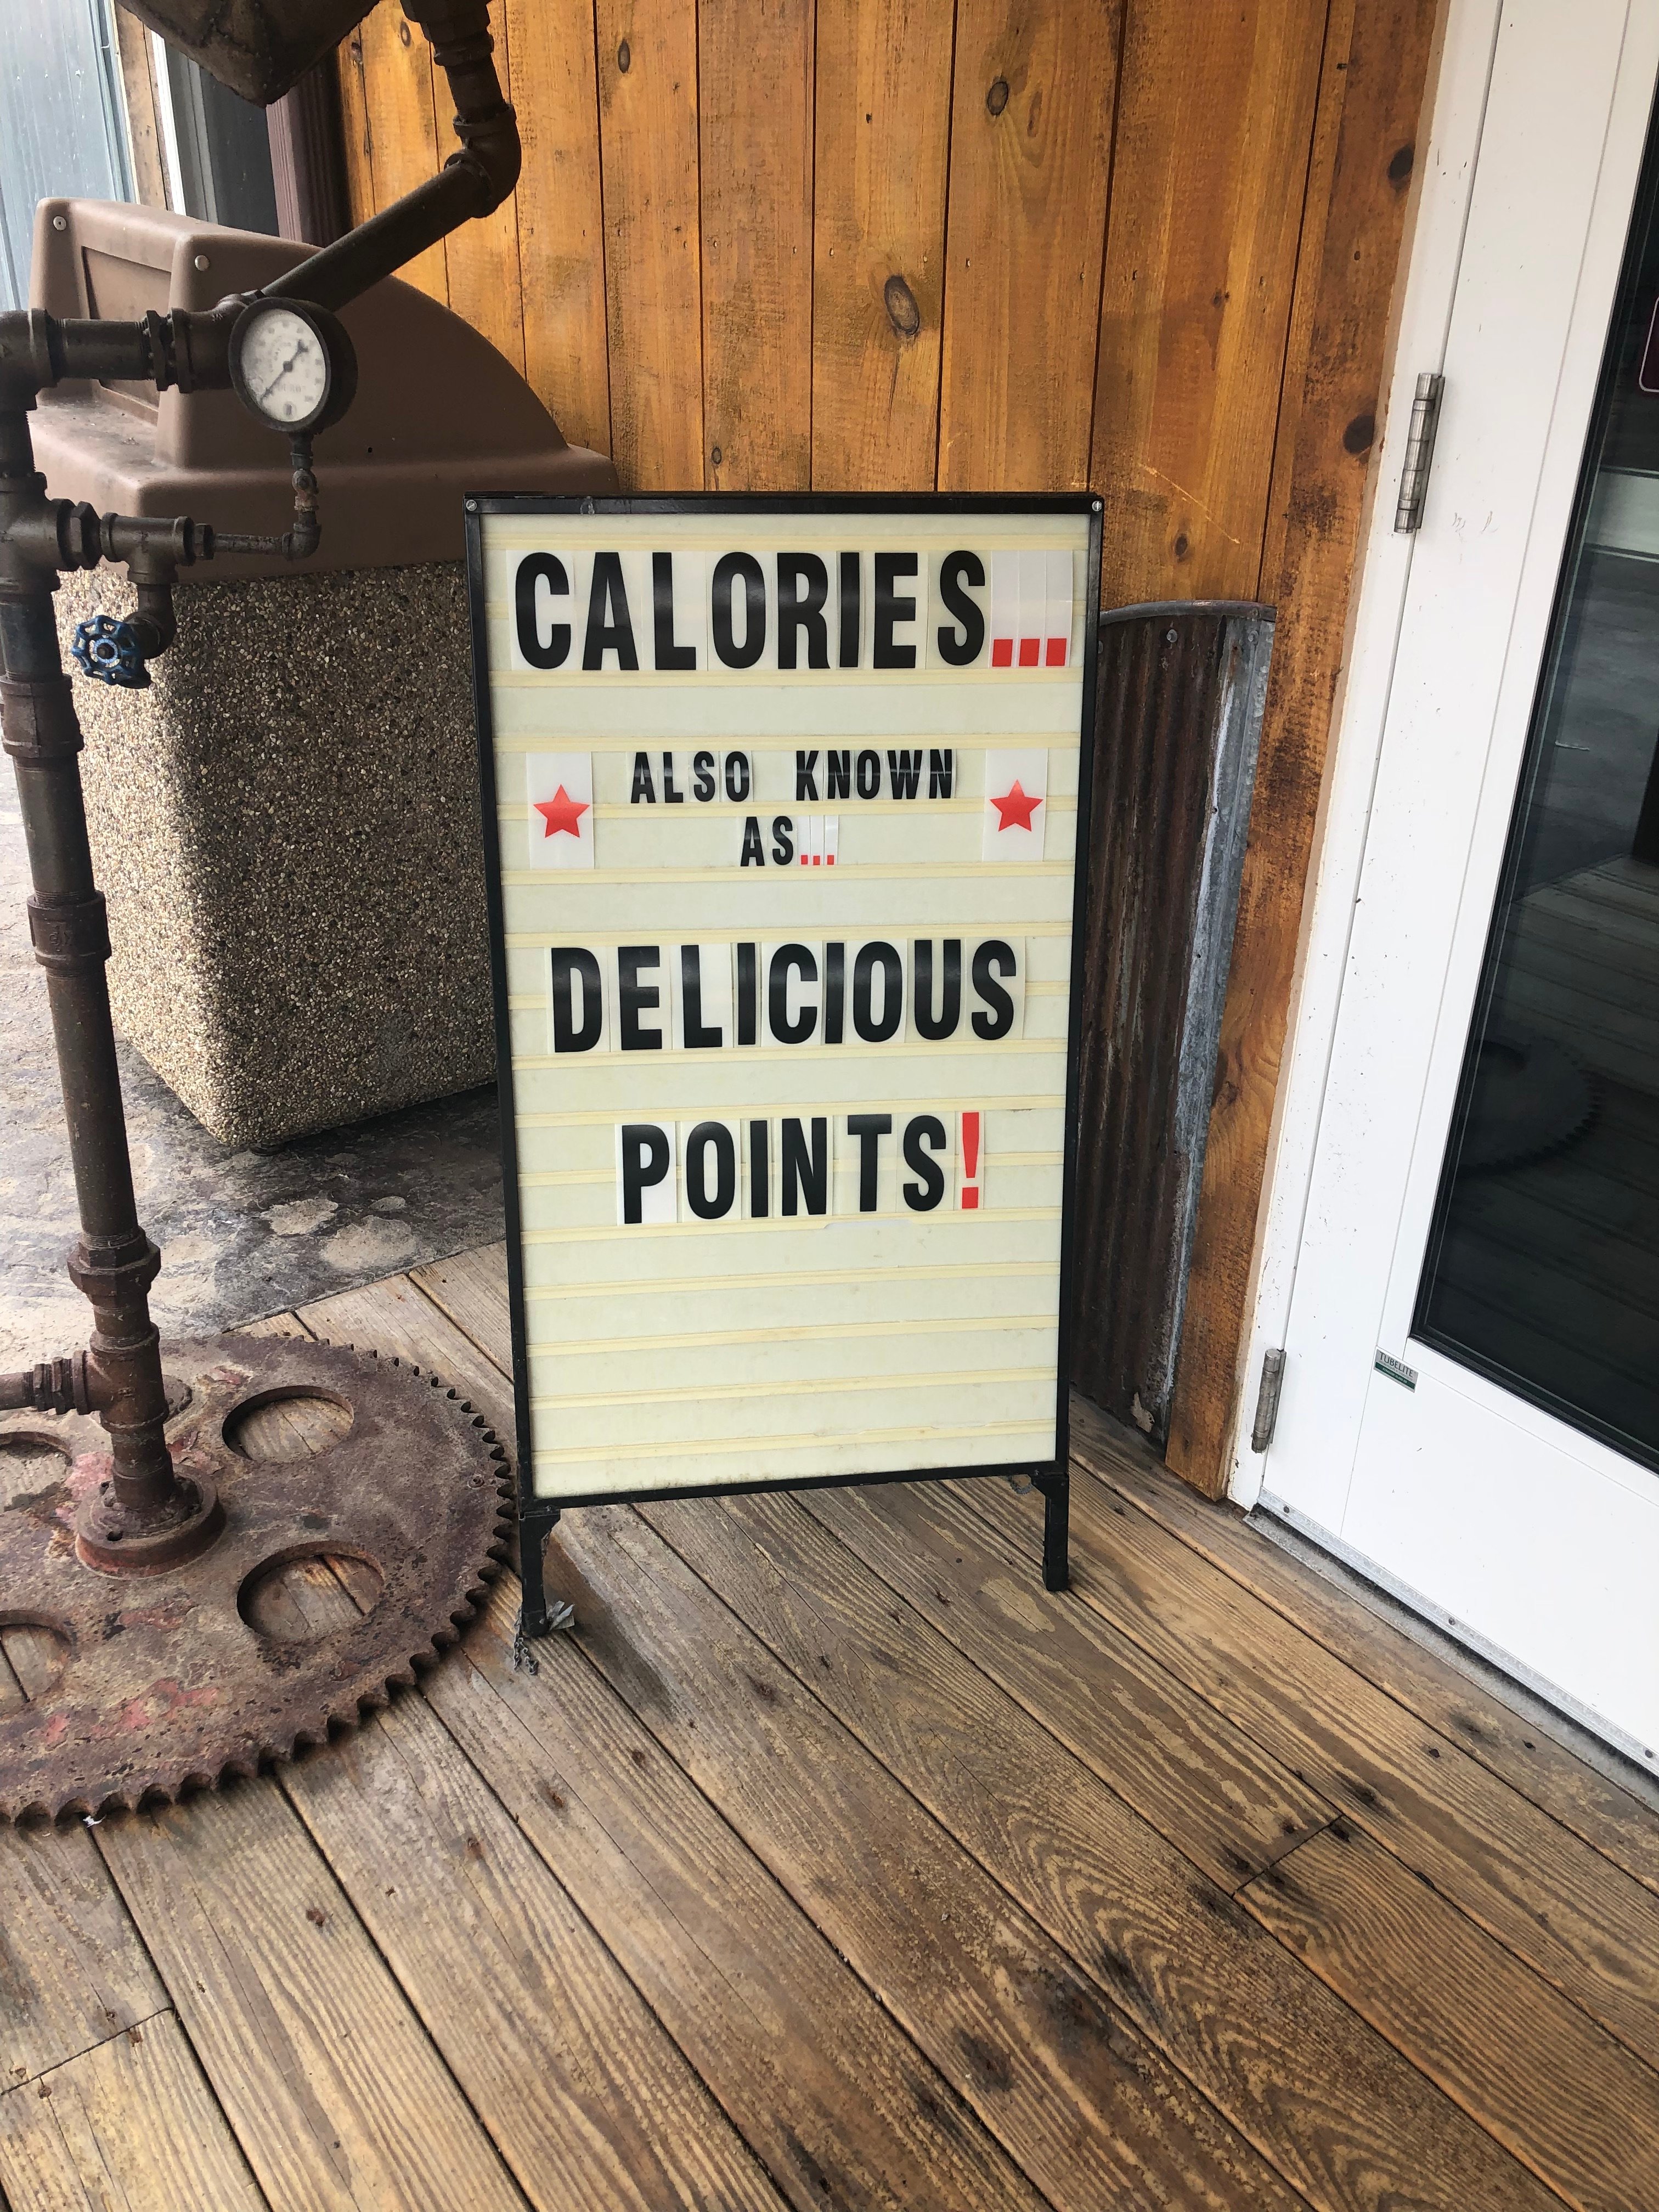 CALORIES...
ALSO KNOWN
AS...
DELICIOUS
POINTS!
TUBELITE